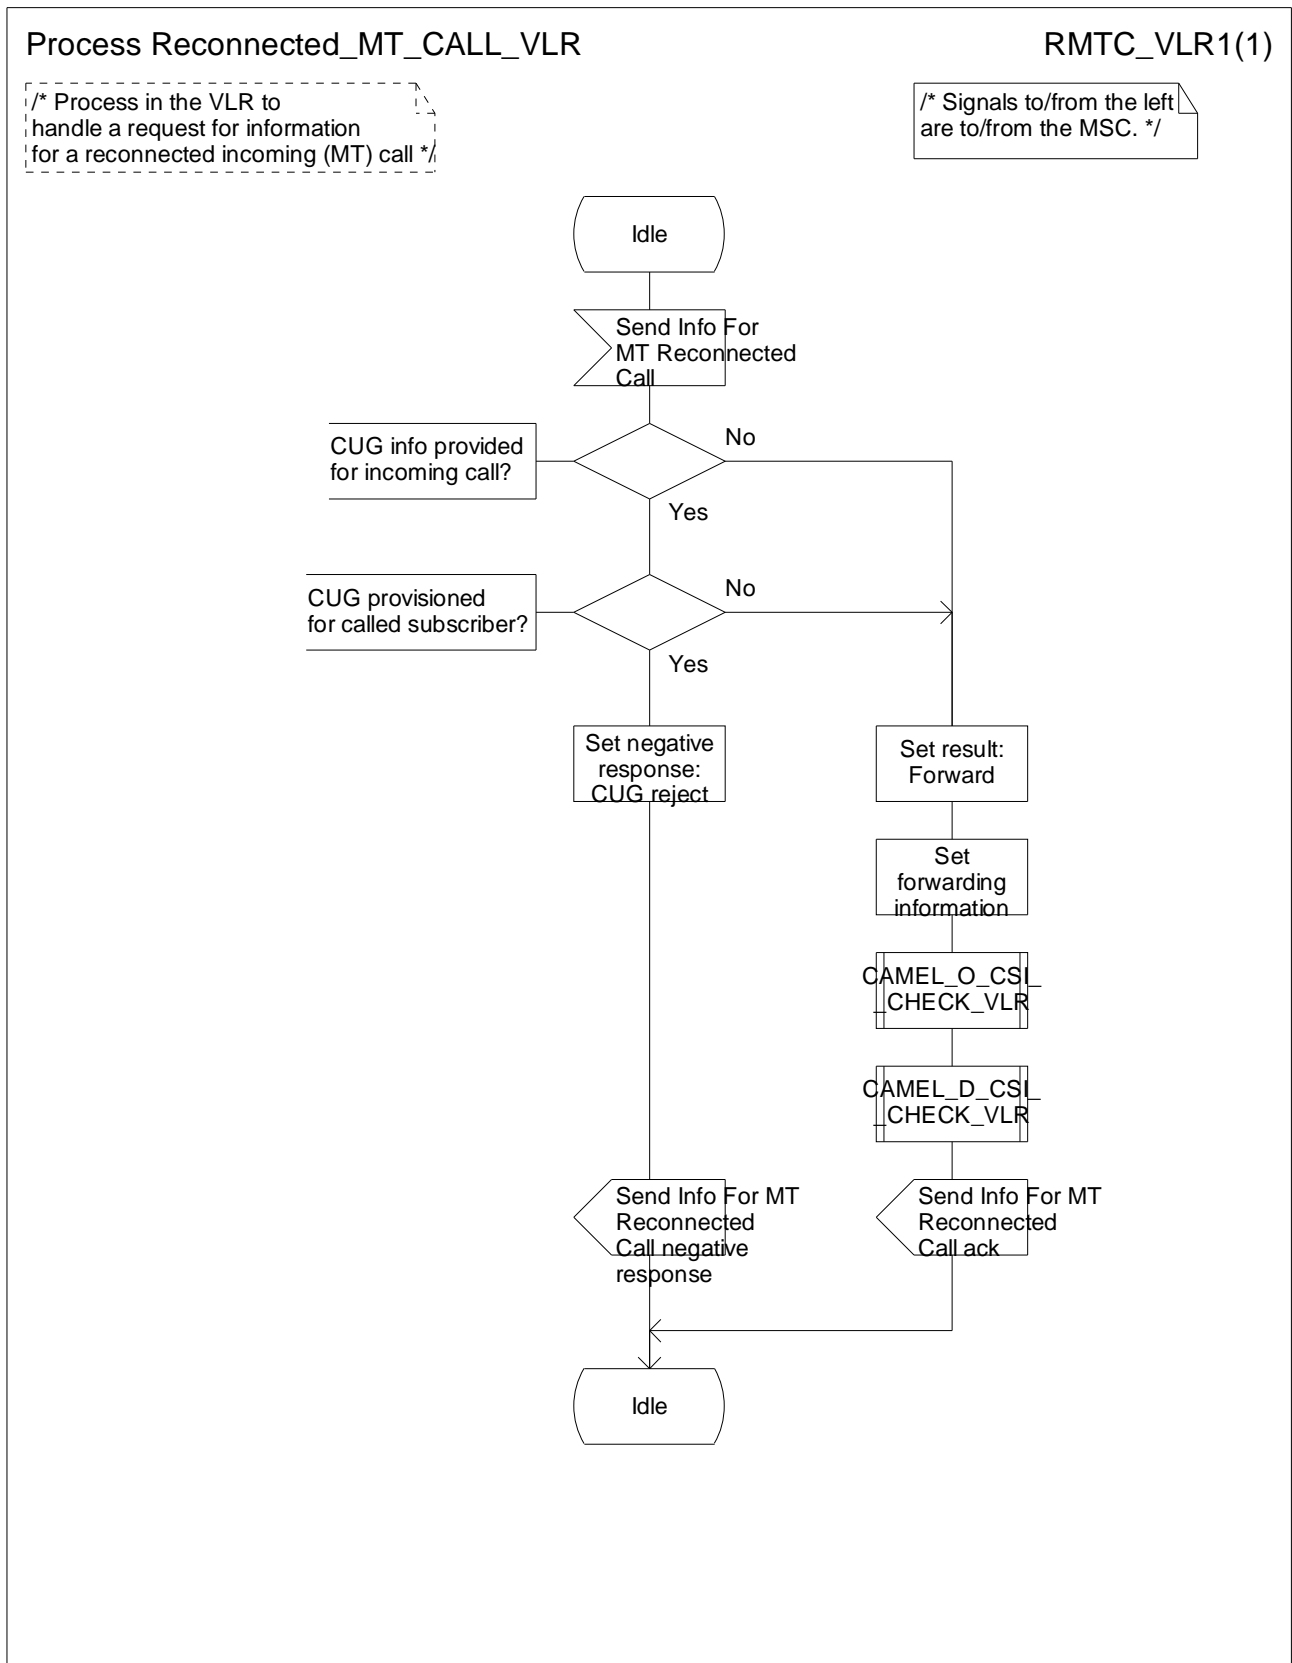 Process Reconnected_MT_CALL_VLR
RMTC_VLR1(1)
/* Process in the VLR to
handle a request for information
for a reconnected incoming (MT) call */
/* Signals to/from the left
are to/from the MSC. */
Idle
Send Info For
MT Reconnected
Call
CUG info provided
for incoming call?
No
Yes
CUG provisioned
for called subscriber?
No
Yes
Set negative
response:
CUG reject
Set result:
Forward
Set
forwarding
information
CAMEL_O_CSI_
_CHECK_VLR
CAMEL_D_CSI_
_CHECK_VLR
Send Info For MT
Reconnected
Call negative
response
Send Info For MT
Reconnected
Call ack
Idle